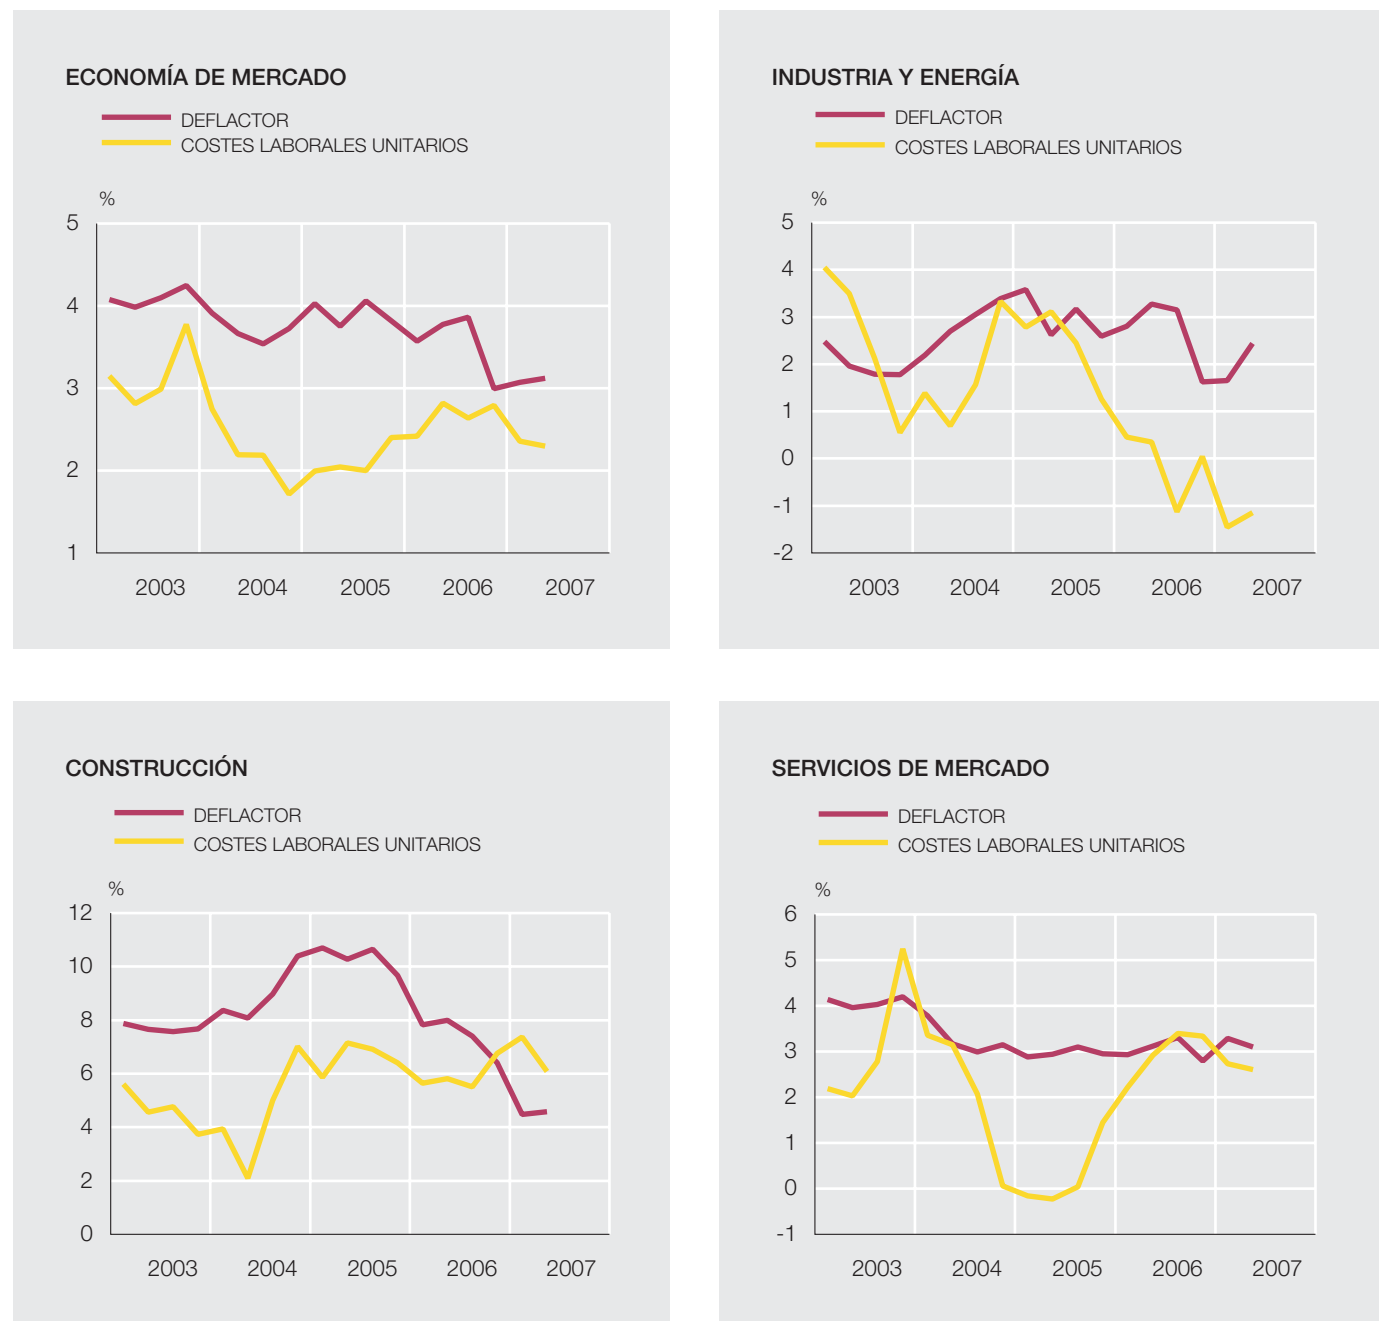 ECONOMÍA DE MERCADO
DEFLACTOR
COSTES LABORALES UNITARIOS
%
5
4
3
2
1
2003 2004 2005 2006 2007
INDUSTRIA Y ENERGÍA
DEFLACTOR
COSTES LABORALES UNITARIOS
%
5
4
3
2
1
0
-1
-2
2003 2004 2005 2006 2007
CONSTRUCCIÓN
DEFLACTOR
COSTES LABORALES UNITARIOS
%
12
10
8
6
4
2
0
2003 2004 2005 2006 2007
SERVICIOS DE MERCADO
DEFLACTOR
COSTES LABORALES UNITARIOS
%
6
5
4
3
2
1
0
-1
2003 2004 2005 2006 2007